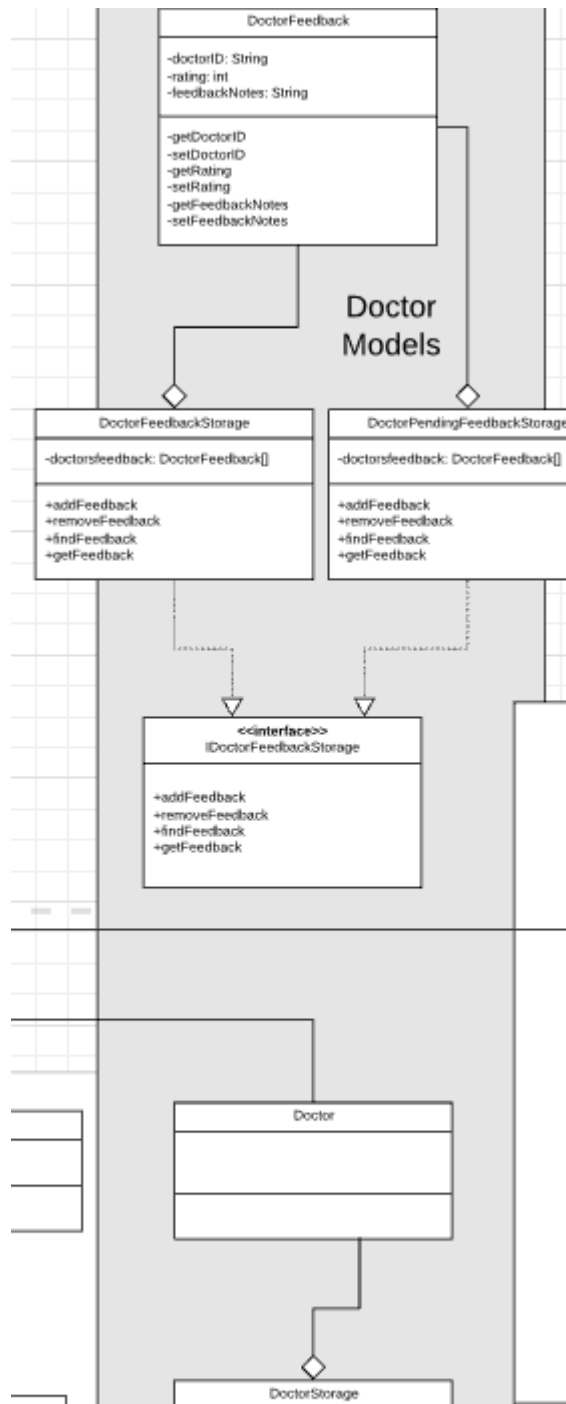 DoctorFeedback
-doctorID: String
-rating: int
-feedbackNotes: String
-getDoctorID
-setDoctorID
-getRating
-setRating
-getFeedbackNotes
-setFeedbackNotes
Doctor
Models
DoctorFeedbackStorage
-doctorsfeedback: DoctorFeedback[]
+addFeedback
+removeFeedback
+findFeedback
+getFeedback
DoctorPendingFeedbackStorage
-doctorsfeedback: DoctorFeedback[]
+addFeedback
+removeFeedback
+findFeedback
+getFeedback
<<interface>>
IDoctorFeedbackStorage
+addFeedback
+removeFeedback
+findFeedback
+getFeedback
Doctor
DoctorStorage